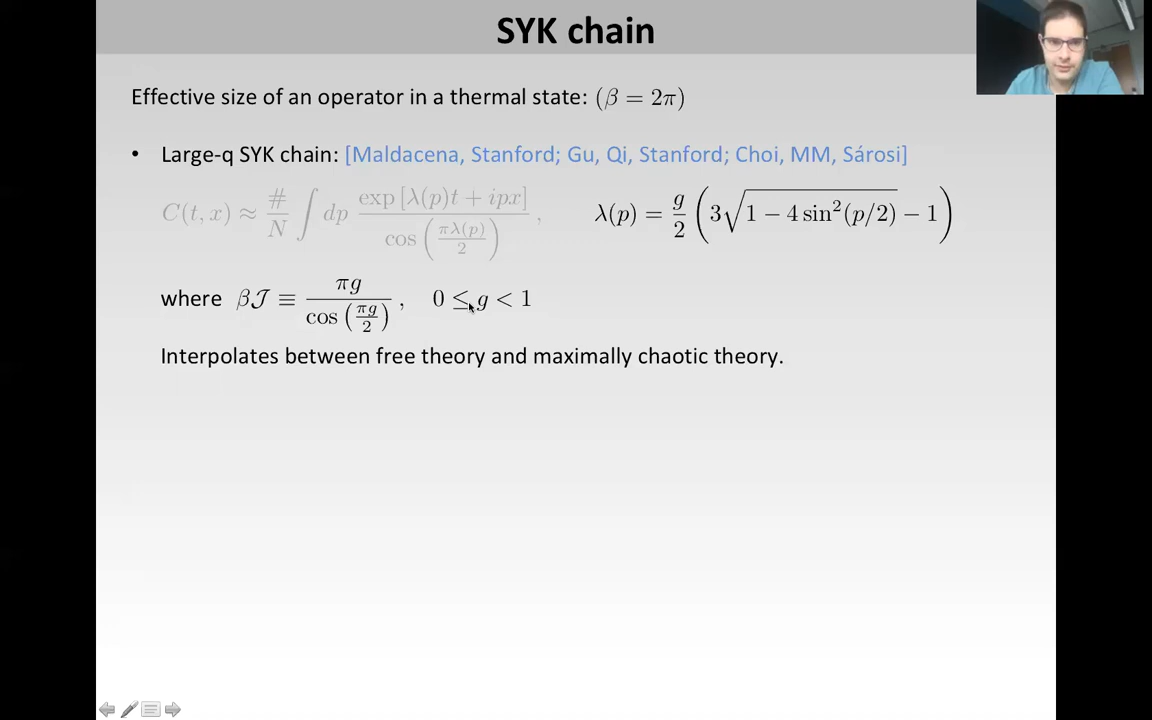 SYK chain
Effective size of an operator in a thermal state: (β = 2π)
• Large-q SYK chain: [Maldacena, Stanford; Gu, Qi, Stanford; Choi, MM, Sárosi]
C(t, x) ≈ #/N ∫ dp exp [λ(p)t + ipx] / cos (πλ(p)/2) , λ(p) = g/2 (3√(1 − 4 sin²(p/2)) − 1)
where β𝒥 ≡ πg / cos (πg/2) , 0 ≤ g < 1
Interpolates between free theory and maximally chaotic theory.